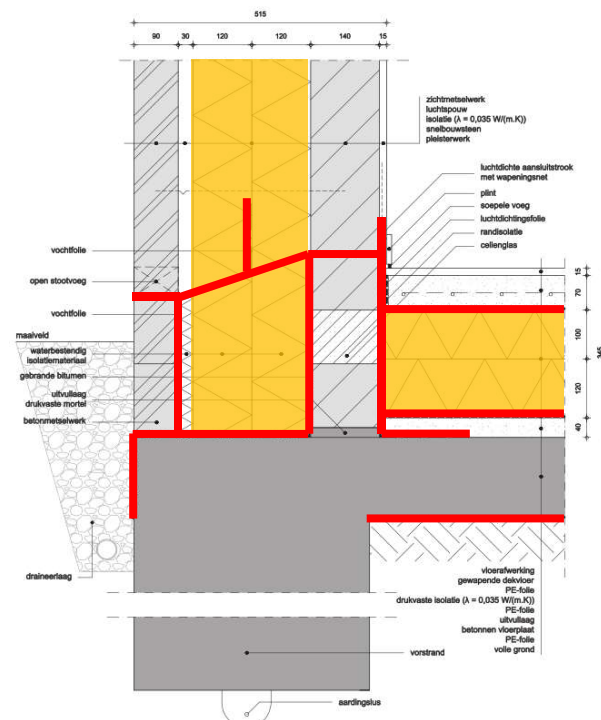 515
90 30 120 120 140 15
zichtmetselwerk
luchtspouw
isolatie (λ = 0,035 W/(m.K))
snelbouwsteen
pleisterwerk
luchtdichte aansluitstrook
met wapeningsnet
plint
soepele voeg
luchtdichtingsfolie
randisolatie
cellenglas
vochtfolie
open stootvoeg
vochtfolie
maaiveld
waterbestendig
isolatiemateriaal
gebrande bitumen
uitvullaag
drukvaste mortel
betonmetselwerk
15
70
100
345
120
40
draineerlaag
vloerafwerking
gewapende dekvloer
PE-folie
drukvaste isolatie (λ = 0,035 W/(m.K))
PE-folie
uitvullaag
betonnen vloerplaat
PE-folie
volle grond
vorstrand
aardingslus